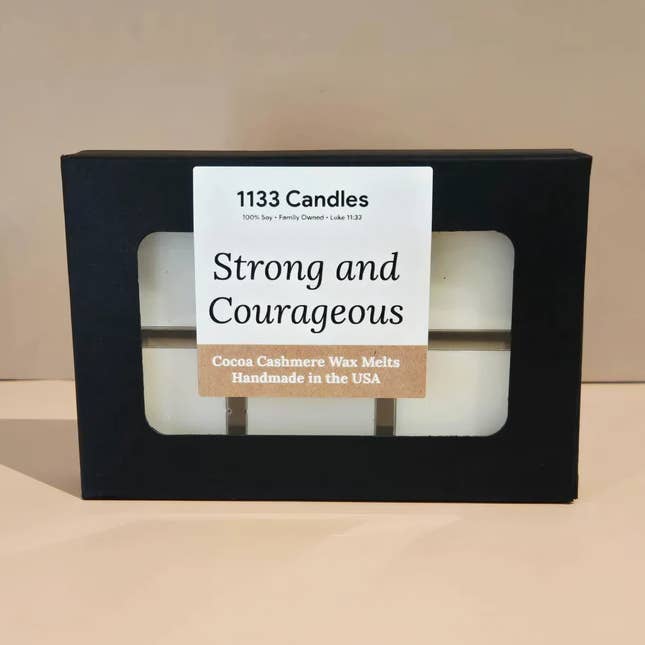 1133 Candles
100% Soy • Family Owned • Luke 11:33
Strong and
Courageous
Cocoa Cashmere Wax Melts
Handmade in the USA